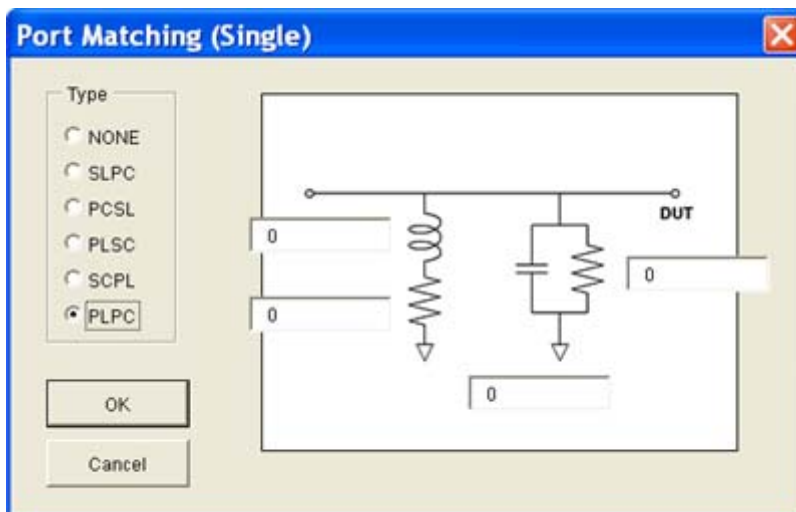 Port Matching (Single)
Type
NONE
SLPC
PCSL
PLSC
SCPL
PLPC
OK
Cancel
DUT
0
0
0
0